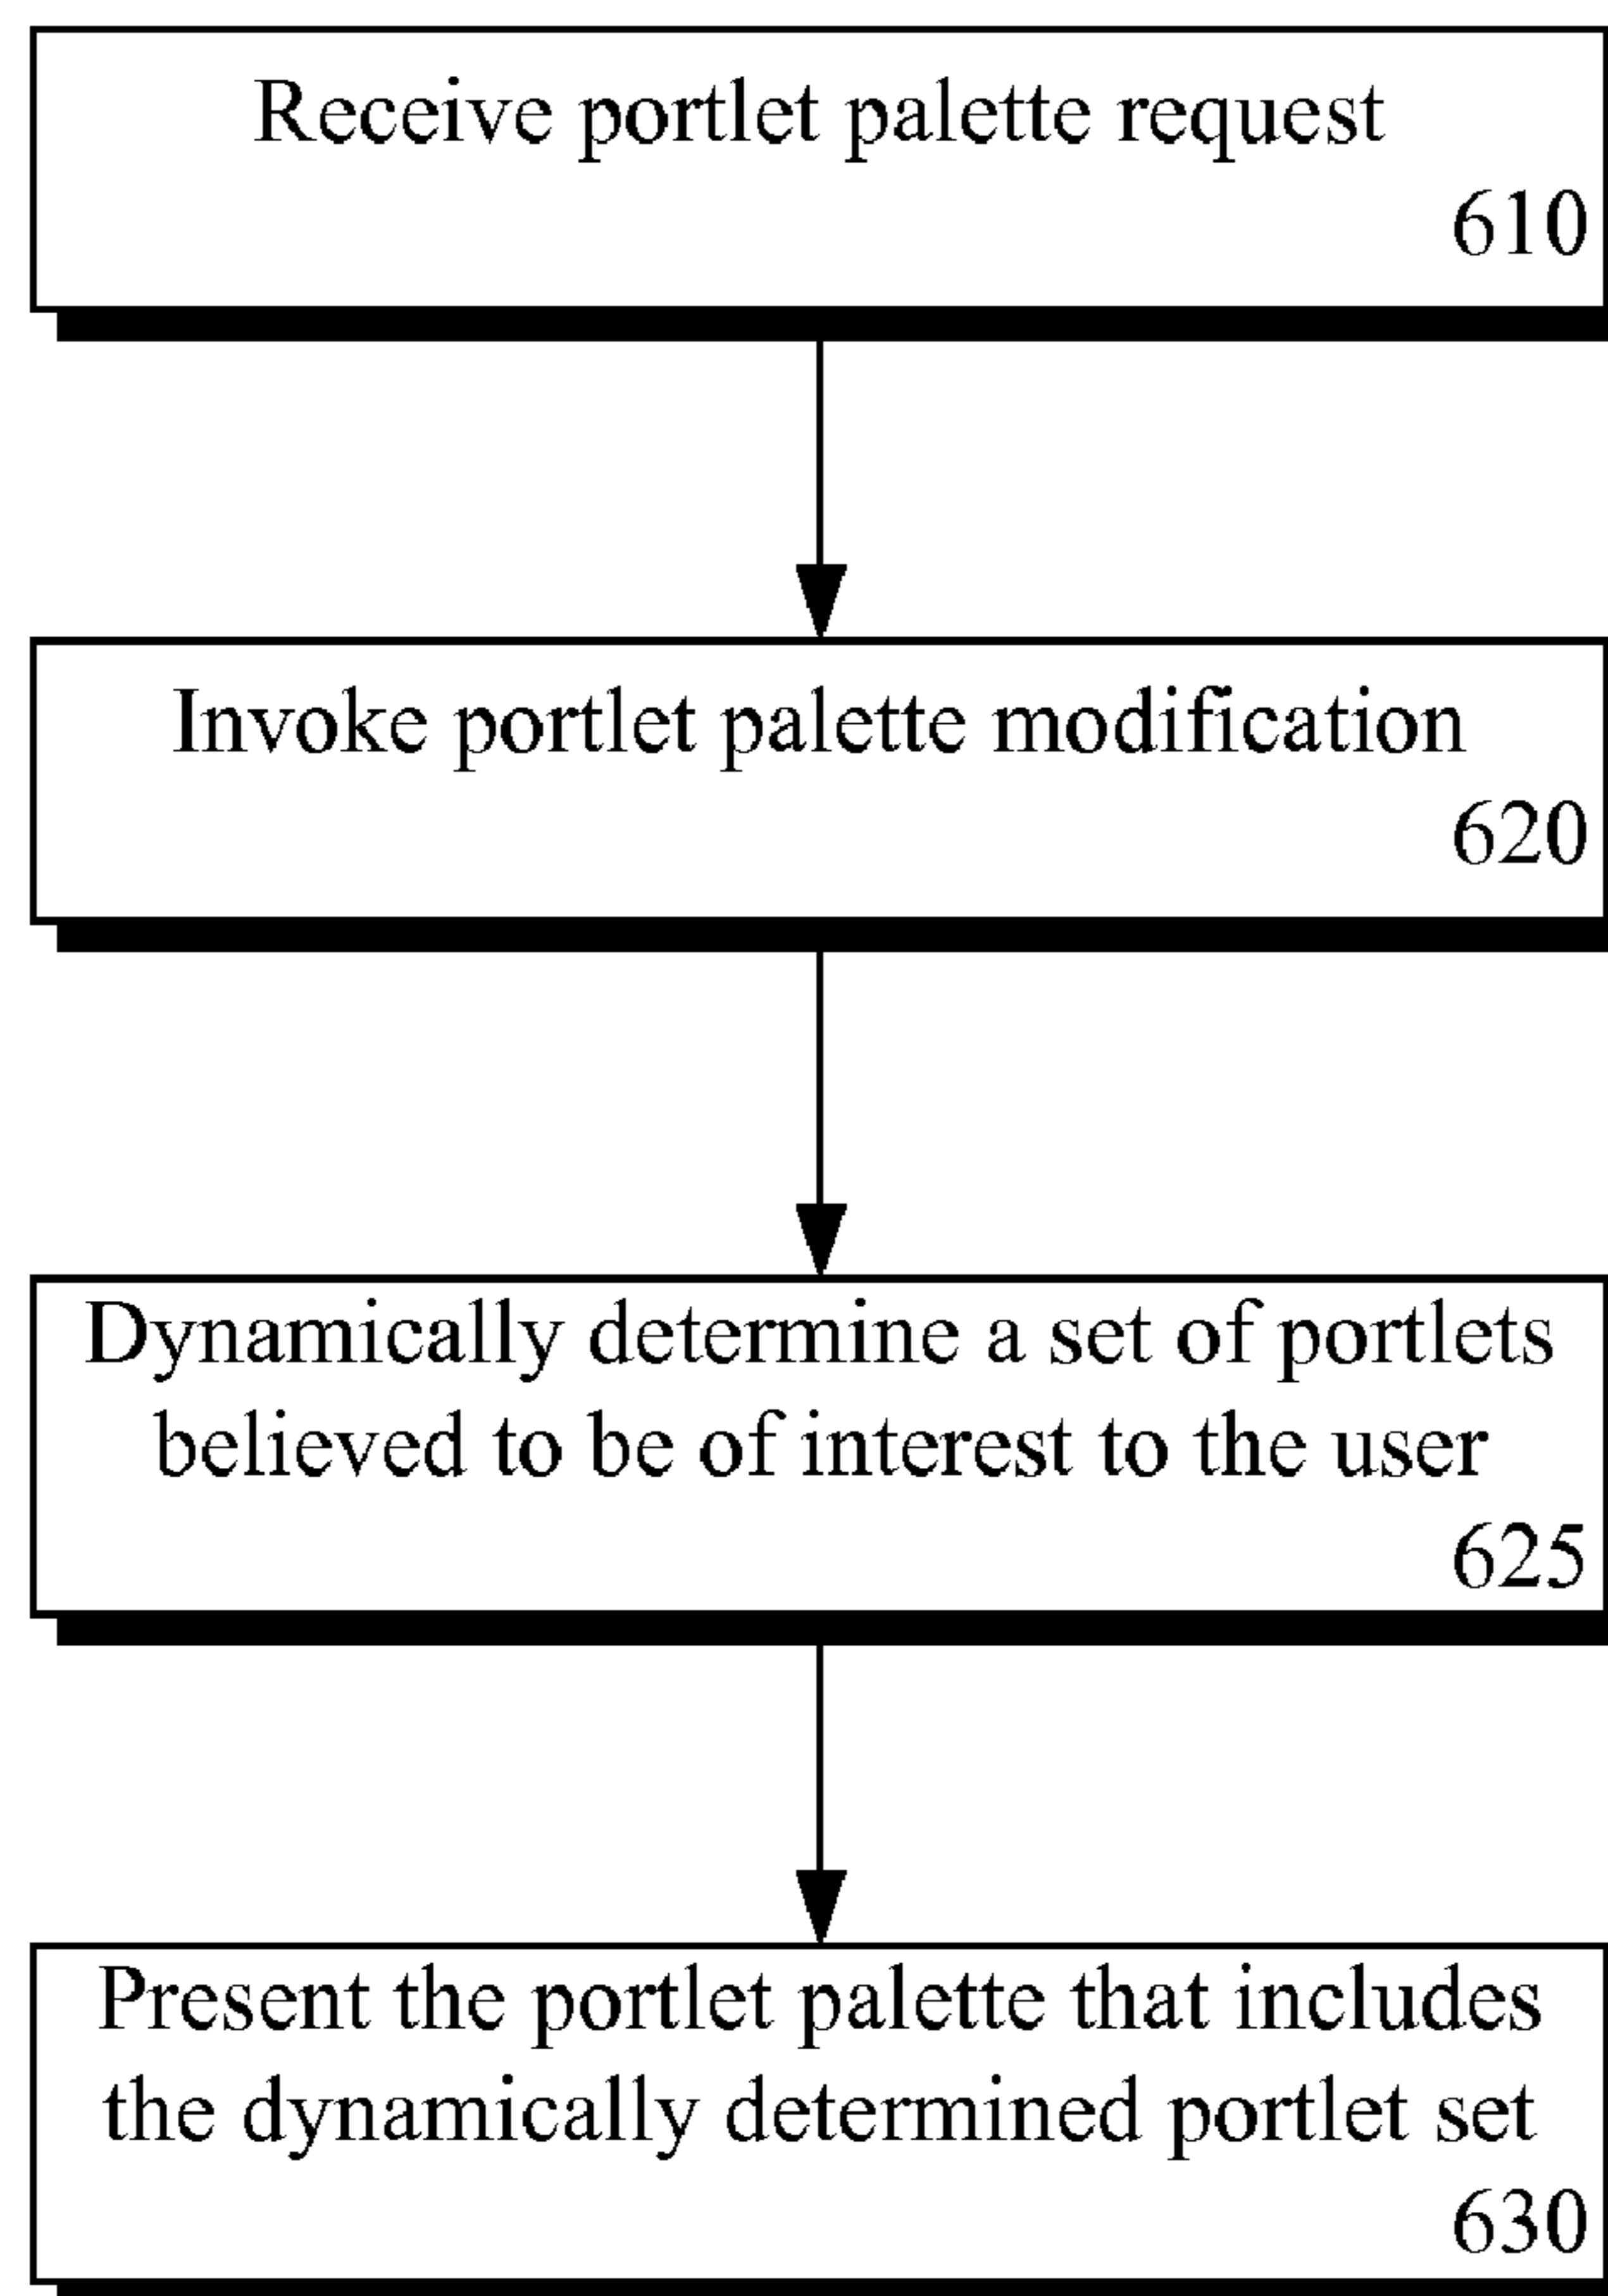 Receive portlet palette request
610
Invoke portlet palette modification
620
Dynamically determine a set of portlets
believed to be of interest to the user
625
Present the portlet palette that includes
the dynamically determined portlet set
630